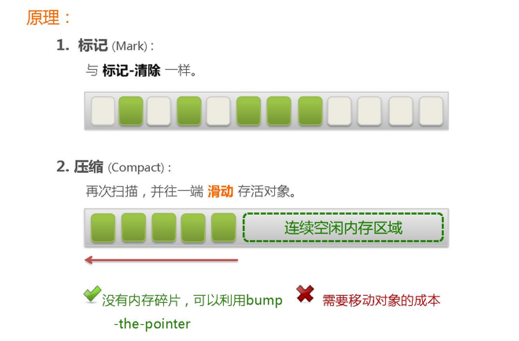 原理：
1. 标记 (Mark)：
与 标记-清除 一样。
2. 压缩 (Compact)：
再次扫描，并往一端 滑动 存活对象。
连续空闲内存区域
没有内存碎片，可以利用bump
-the-pointer
需要移动对象的成本